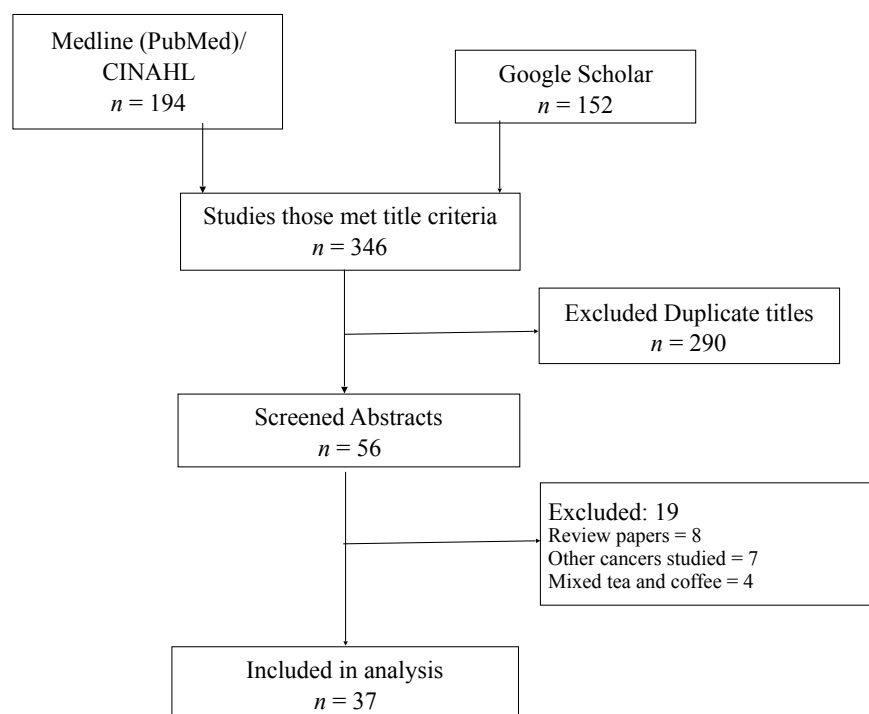 Medline (PubMed)/
CINAHL
n = 194
Google Scholar
n = 152
Studies those met title criteria
n = 346
Excluded Duplicate titles
n = 290
Screened Abstracts
n = 56
Excluded: 19
Review papers = 8
Other cancers studied = 7
Mixed tea and coffee = 4
Included in analysis
n = 37